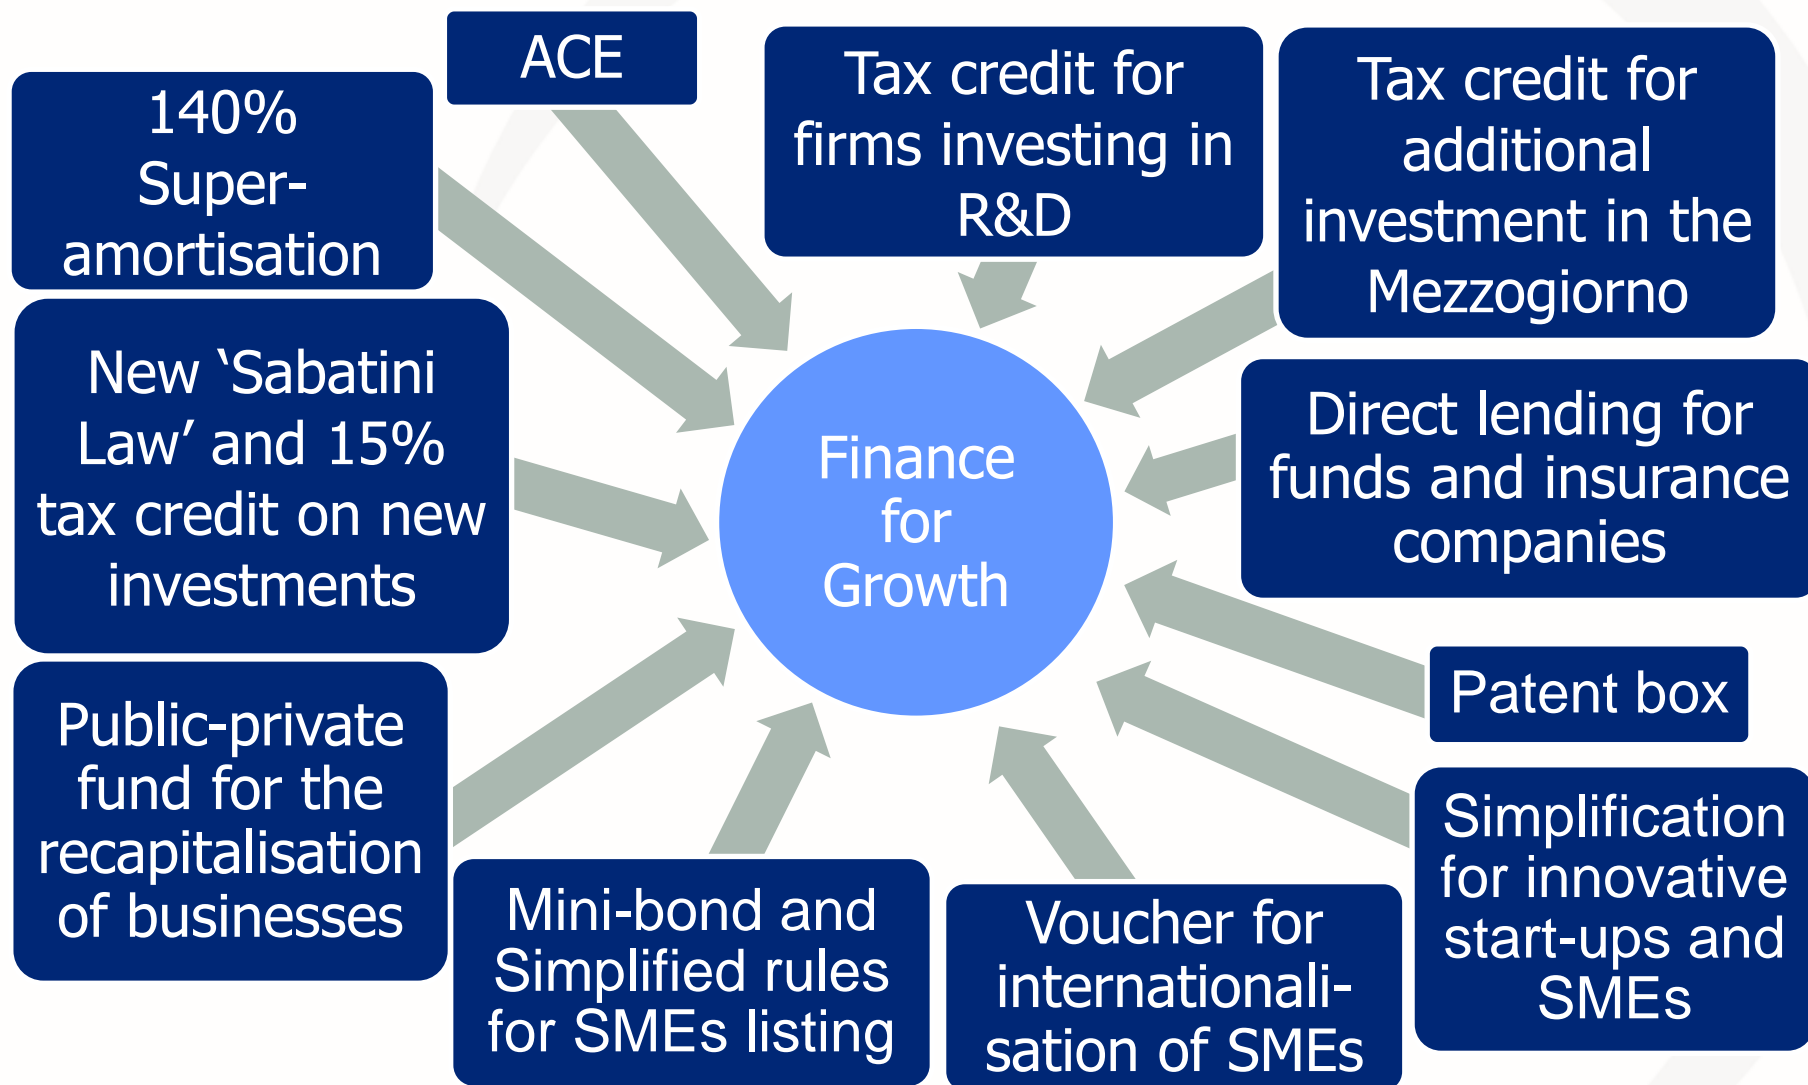 ACE
140%
Super-
amortisation
Tax credit for
firms investing in
R&D
Tax credit for
additional
investment in the
Mezzogiorno
New ‘Sabatini
Law’ and 15%
tax credit on new
investments
Finance
for
Growth
Direct lending for
funds and insurance
companies
Patent box
Public-private
fund for the
recapitalisation
of businesses
Mini-bond and
Simplified rules
for SMEs listing
Voucher for
internationali-
sation of SMEs
Simplification
for innovative
start-ups and
SMEs